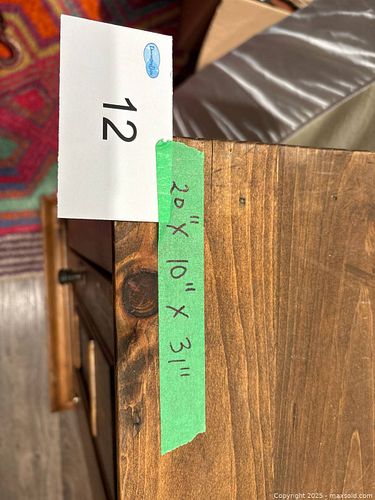 12
20" X 10" X 31"
Copyright 2025 - maxsold.com